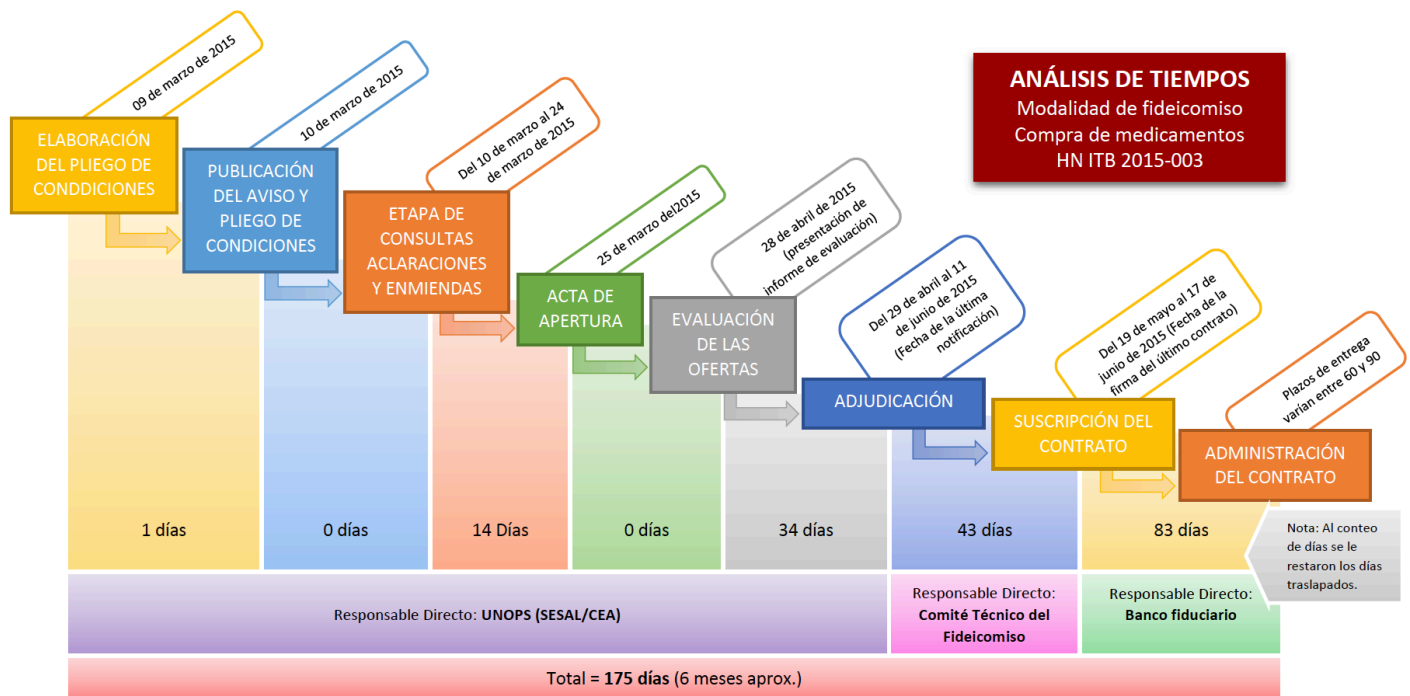 ANÁLISIS DE TIEMPOS
Modalidad de fideicomiso
Compra de medicamentos
HN ITB 2015-003
09 de marzo de 2015
ELABORACIÓN
DEL PLIEGO DE
CONDDICIONES
10 de marzo de 2015
PUBLICACIÓN
DEL AVISO Y
PLIEGO DE
CONDICIONES
Del 10 de marzo al 24
de marzo de 2015
ETAPA DE
CONSULTAS
ACLARACIONES
Y ENMIENDAS
25 de marzo del2015
ACTA DE
APERTURA
28 de abril de 2015
(presentación de
informe de evaluación)
EVALUACIÓN
DE LAS
OFERTAS
Del 29 de abril al 11
de junio de 2015
(Fecha de la última
notificación)
ADJUDICACIÓN
Del 19 de mayo al 17 de
junio de 2015 (Fecha de la
firma del último contrato)
SUSCRIPCIÓN DEL
CONTRATO
Plazos de entrega
varían entre 60 y 90
ADMINISTRACIÓN
DEL CONTRATO
1 días
0 días
14 Días
0 días
34 días
43 días
83 días
Nota: Al conteo
de días se le
restaron los días
traslapados.
Responsable Directo: UNOPS (SESAL/CEA)
Responsable Directo:
Comité Técnico del
Fideicomiso
Responsable Directo:
Banco fiduciario
Total = 175 días (6 meses aprox.)